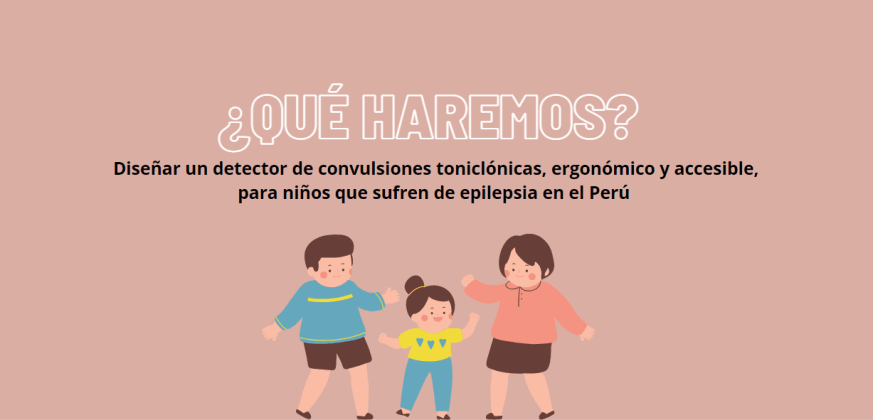 ¿QUÉ HAREMOS?
Diseñar un detector de convulsiones toniclónicas, ergonómico y accesible,
para niños que sufren de epilepsia en el Perú